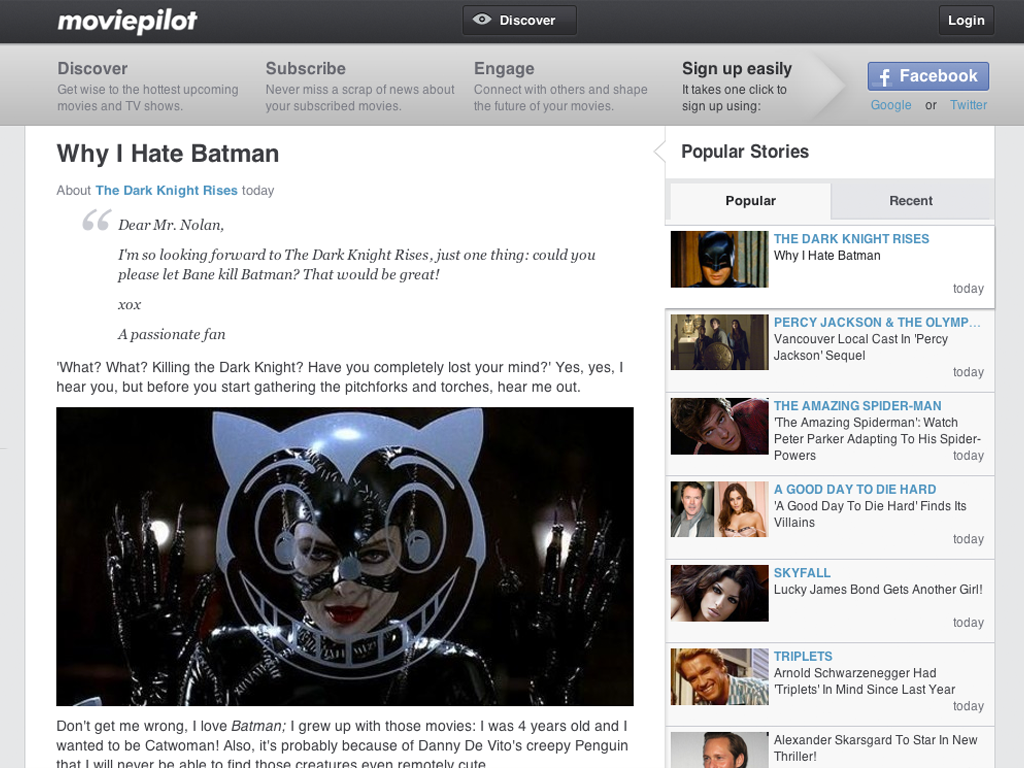 moviepilot
Discover
Login
Discover
Get wise to the hottest upcoming
movies and TV shows.
Subscribe
Never miss a scrap of news about
your subscribed movies.
Engage
Connect with others and shape
the future of your movies.
Sign up easily
It takes one click to
sign up using:
f Facebook
Google or Twitter
Why I Hate Batman
About The Dark Knight Rises today
“ Dear Mr. Nolan,
I'm so looking forward to The Dark Knight Rises, just one thing: could you
please let Bane kill Batman? That would be great!
xox
A passionate fan
'What? What? Killing the Dark Knight? Have you completely lost your mind?' Yes, yes, I
hear you, but before you start gathering the pitchforks and torches, hear me out.
Don't get me wrong, I love Batman; I grew up with those movies: I was 4 years old and I
wanted to be Catwoman! Also, it's probably because of Danny De Vito's creepy Penguin
that I will never be able to find those creatures even remotely cute.
Popular Stories
Popular
Recent
THE DARK KNIGHT RISES
Why I Hate Batman
today
PERCY JACKSON & THE OLYMP...
Vancouver Local Cast In 'Percy
Jackson' Sequel
today
THE AMAZING SPIDER-MAN
'The Amazing Spiderman': Watch
Peter Parker Adapting To His Spider-
Powers
today
A GOOD DAY TO DIE HARD
'A Good Day To Die Hard' Finds Its
Villains
today
SKYFALL
Lucky James Bond Gets Another Girl!
today
TRIPLETS
Arnold Schwarzenegger Had
'Triplets' In Mind Since Last Year
today
Alexander Skarsgard To Star In New
Thriller!